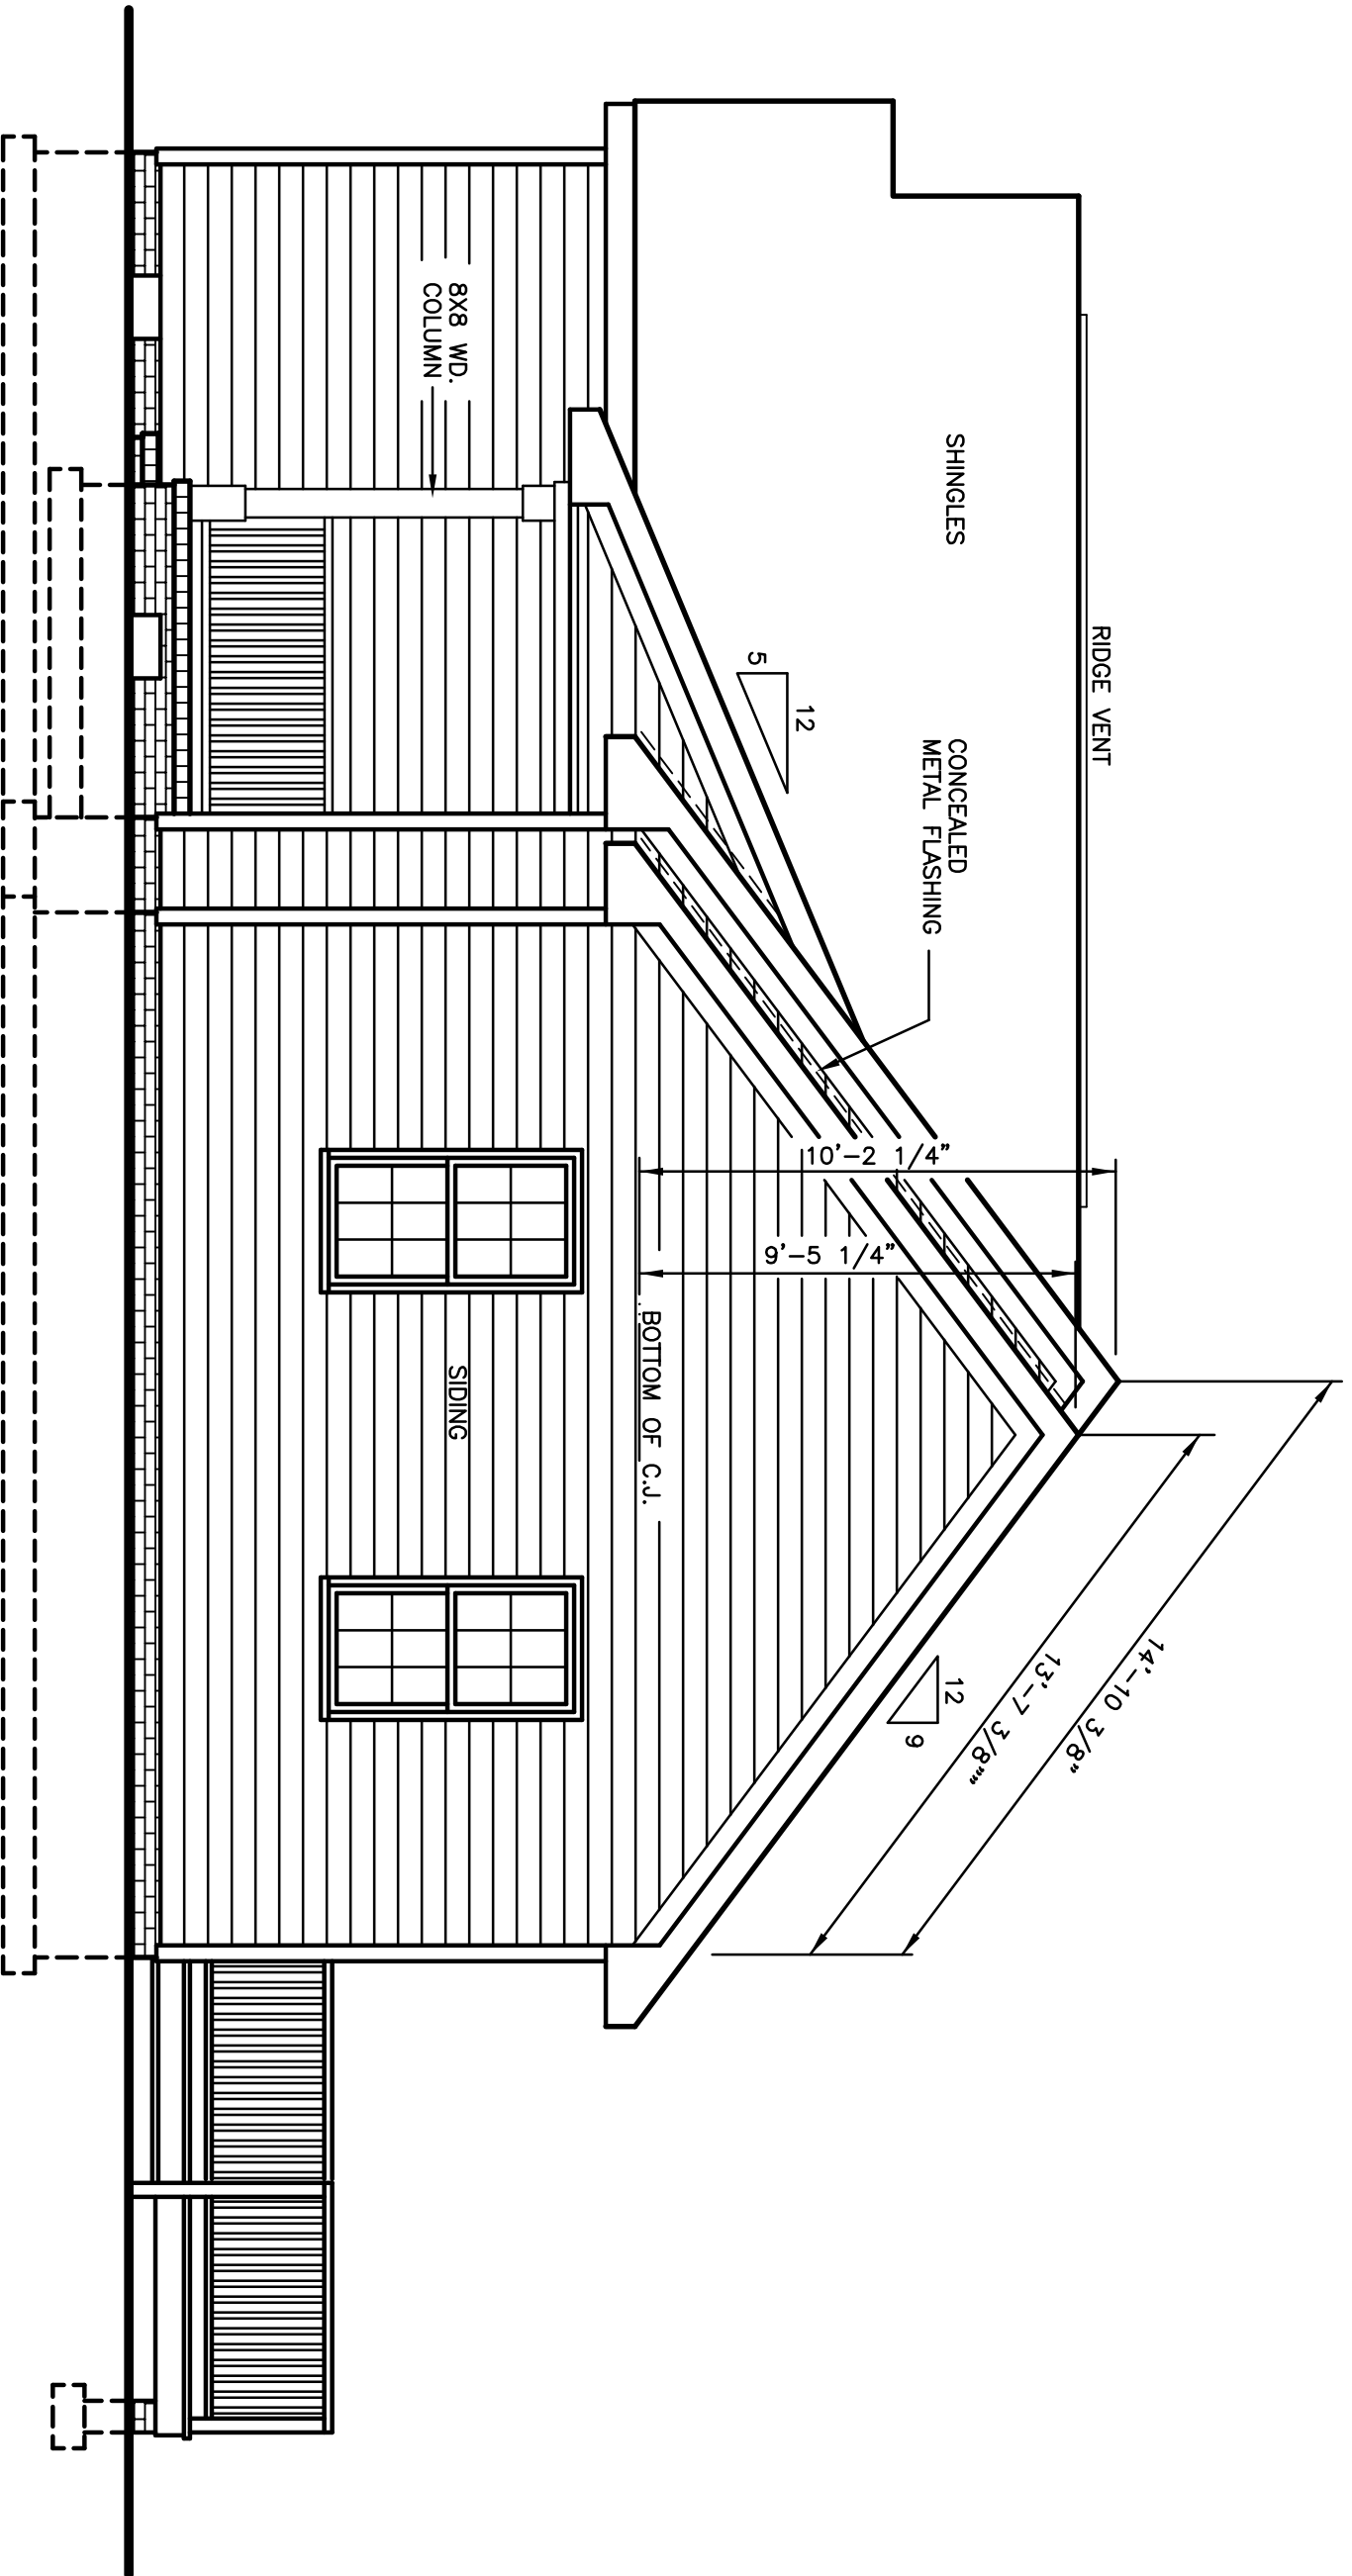 RIDGE VENT
SHINGLES
CONCEALED
METAL FLASHING
12
5
8X8 WD.
COLUMN
10'-2 1/4"
9'-5 1/4"
BOTTOM OF C.J.
SIDING
14'-10 3/8"
13'-7 3/8""
12
9